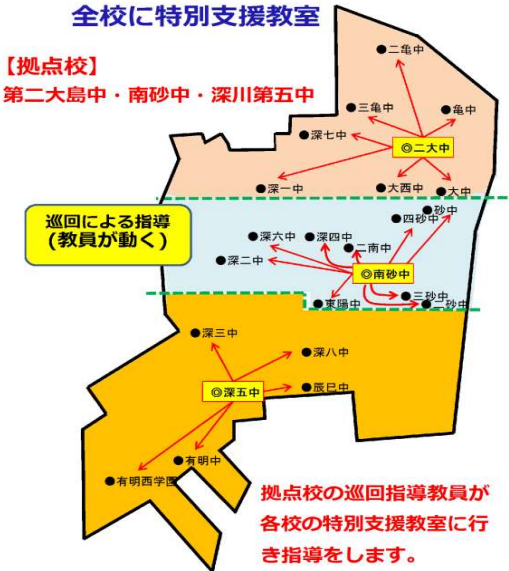 全校に特別支援教室
【拠点校】
第二大島中・南砂中・深川第五中
●二亀中
●三亀中
●亀中
●深七中
◎二大中
●深一中
●大西中
●大中
巡回による指導
(教員が動く)
●砂中
●四砂中
●深六中
●深四中
●二南中
●深二中
◎南砂中
●三砂中
●東陽中
●二砂中
●深三中
●深八中
◎深五中
●辰巳中
●有明中
●有明西学園
拠点校の巡回指導教員が
各校の特別支援教室に行
き指導をします。